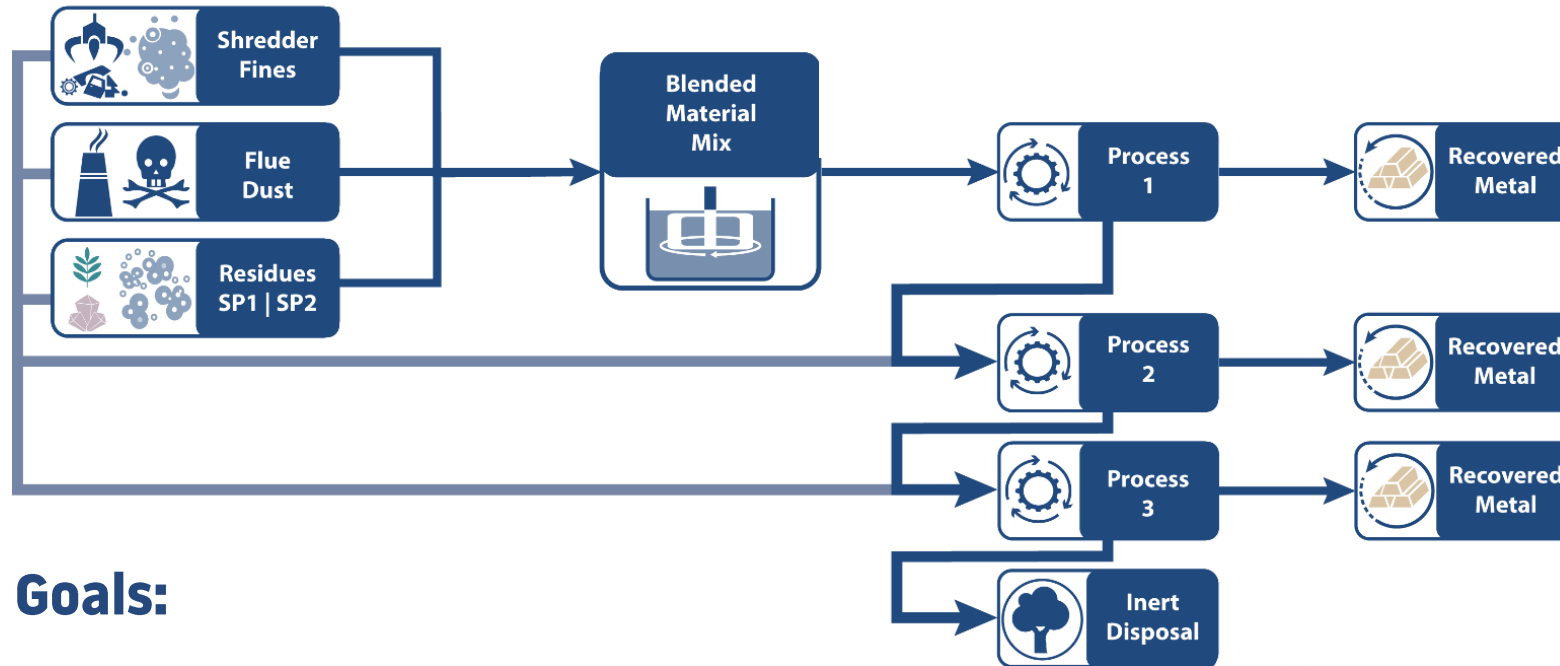 Shredder
Fines
Flue
Dust
Residues
SP1 | SP2
Blended
Material
Mix
Process
1
Recovered
Metal
Process
2
Recovered
Metal
Process
3
Recovered
Metal
Inert
Disposal
Goals: